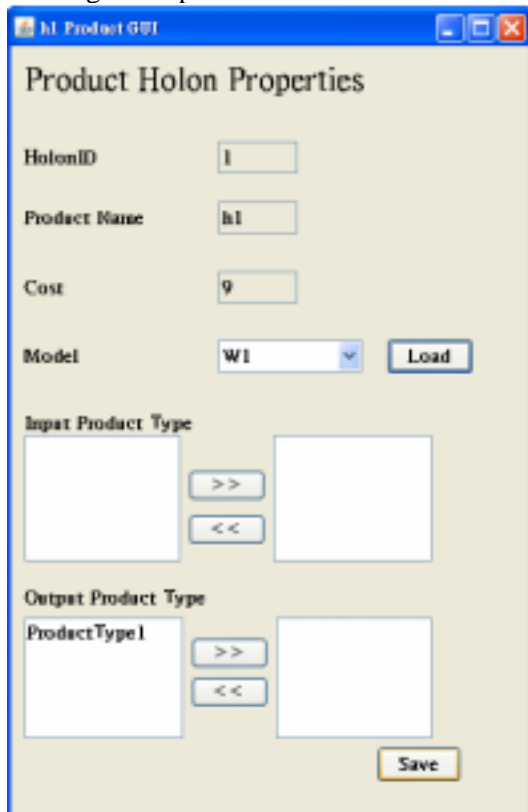 h1 Product GUI
Product Holon Properties
HolonID 1
Product Name h1
Cost 9
Model W1 Load
Input Product Type
>>
<<
Output Product Type
ProductType1 >>
<<
Save